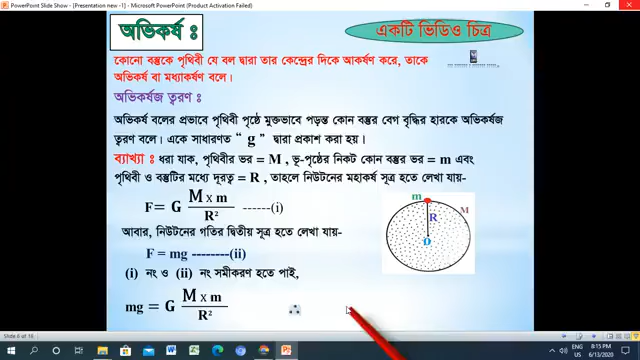 PowerPoint Slide Show - [Presentation new -1] - Microsoft PowerPoint (Product Activation Failed)
অভিকর্ষ ঃ
একটি ভিডিও চিত্র
কোনো বস্তুকে পৃথিবী যে বল দ্বারা তার কেন্দ্রের দিকে আকর্ষণ করে, তাকে
অভিকর্ষ বা মধ্যাকর্ষণ বলে।
অভিকর্ষজ ত্বরণ ঃ
অভিকর্ষ বলের প্রভাবে পৃথিবী পৃষ্ঠে মুক্তভাবে পড়ন্ত কোন বস্তুর বেগ বৃদ্ধির হারকে অভিকর্ষজ
ত্বরণ বলে। একে সাধারণত “ g ” দ্বারা প্রকাশ করা হয়।
ব্যাখ্যা ঃ ধরা যাক, পৃথিবীর ভর = M , ভূ-পৃষ্ঠের নিকট কোন বস্তুর ভর = m এবং
পৃথিবী ও বস্তুটির মধ্যে দূরত্ব = R , তাহলে নিউটনের মহাকর্ষ সূত্র হতে লেখা যায়-
F= G M x m / R² ------(i)
m
M
R
O
আবার, নিউটনের গতির দ্বিতীয় সূত্র হতে লেখা যায়-
F = mg --------(ii)
(i) নং ও (ii) নং সমীকরণ হতে পাই,
mg = G M x m / R²
∴
Slide 6 of 16
ENG
US
8:15 PM
6/13/2020